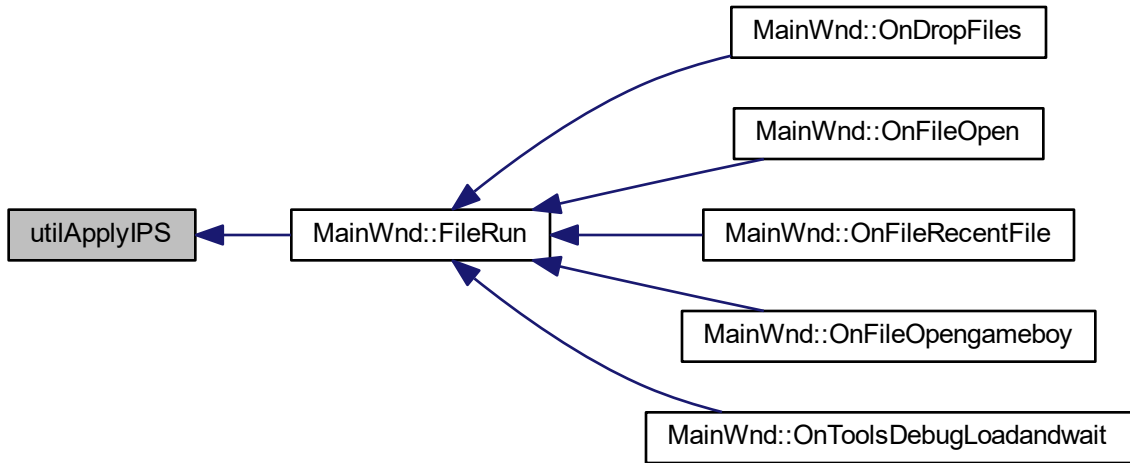 MainWnd::OnDropFiles
MainWnd::OnFileOpen
utilApplyIPS
MainWnd::FileRun
MainWnd::OnFileRecentFile
MainWnd::OnFileOpengameboy
MainWnd::OnToolsDebugLoadandwait